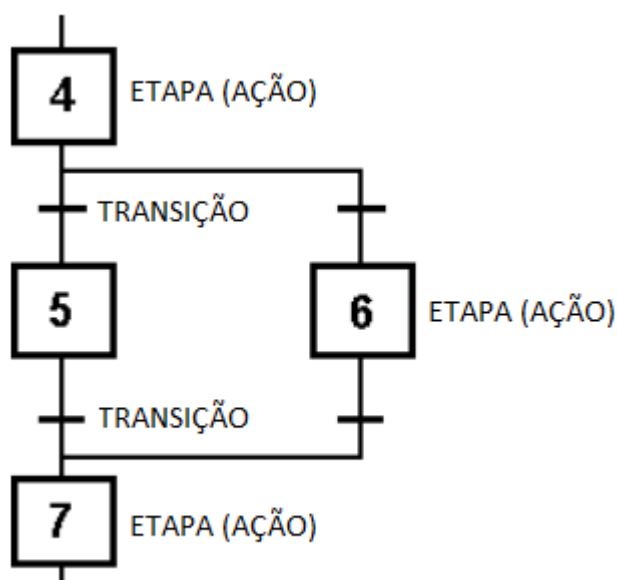 4 ETAPA (AÇÃO)
TRANSIÇÃO
5
6 ETAPA (AÇÃO)
TRANSIÇÃO
7 ETAPA (AÇÃO)